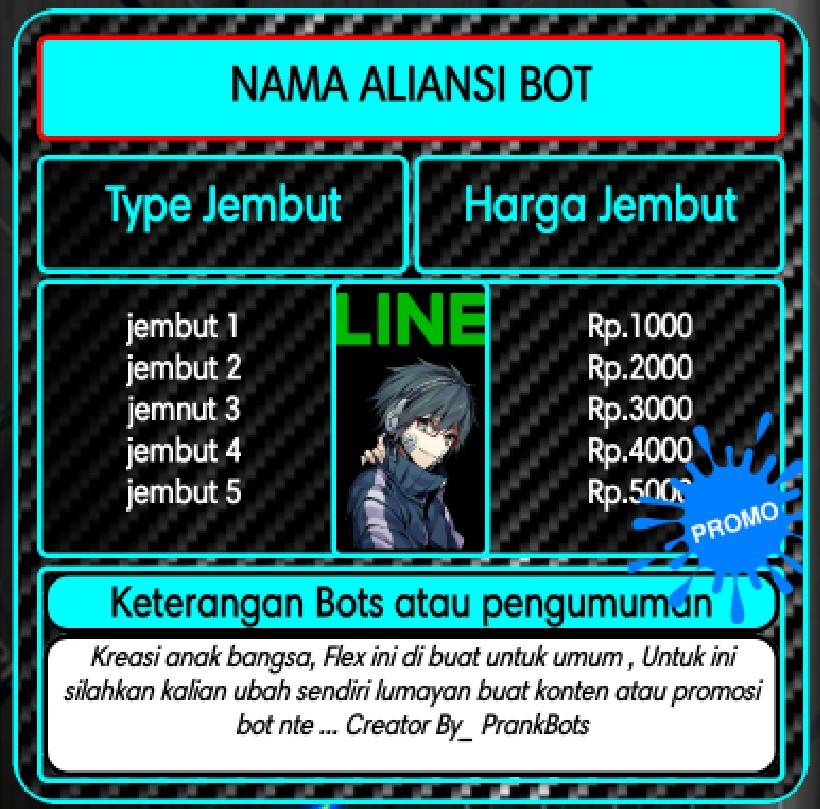 NAMA ALIANSI BOT
Type Jembut
Harga Jembut
jembut 1
jembut 2
jemnut 3
jembut 4
jembut 5
LINE
Rp.1000
Rp.2000
Rp.3000
Rp.4000
Rp.5000
PROMO
Keterangan Bots atau pengumuman
Kreasi anak bangsa, Flex ini di buat untuk umum , Untuk ini
silahkan kalian ubah sendiri lumayan buat konten atau promosi
bot nte ... Creator By_ PrankBots